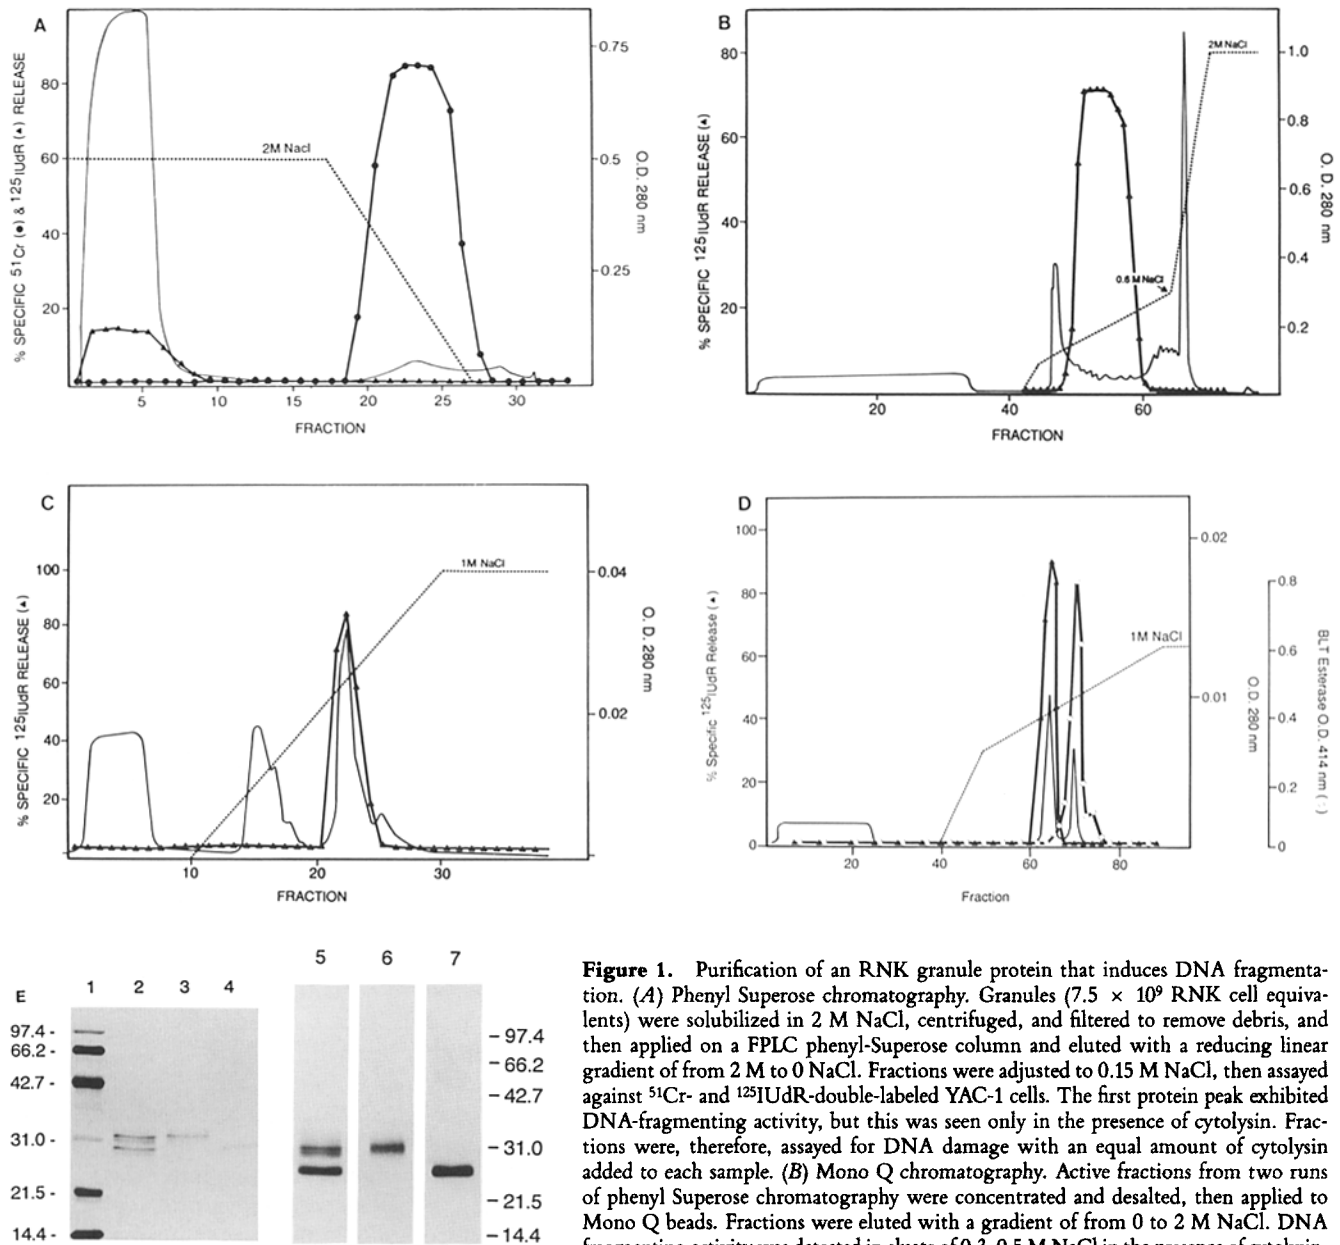 A
% SPECIFIC ⁵¹Cr (●) & ¹²⁵IUdR (▲) RELEASE
80
60
40
20
2M Nacl
0.75
0.5
0.25
O.D. 280 nm
5
10
15
20
25
30
FRACTION
B
% SPECIFIC ¹²⁵IUdR RELEASE (▲)
80
60
40
20
2M NaCl
0.6 M NaCl
1.0
0.8
0.6
0.4
0.2
O. D. 280 nm
20
40
60
FRACTION
C
% SPECIFIC ¹²⁵IUdR RELEASE (▲)
100
80
60
40
20
1M NaCl
0.04
0.02
O. D. 280 nm
10
20
30
FRACTION
D
% Specific ¹²⁵IUdR Release (▲)
100
80
60
40
20
0
1M NaCl
0.02
0.01
O.D. 280 nm
0.8
0.6
0.4
0.2
0
BLT Esterase O.D. 414 nm
20
40
60
80
Fraction
E
1 2 3 4
97.4 -
66.2 -
42.7 -
31.0 -
21.5 -
14.4 -
5 6 7
- 97.4
- 66.2
- 42.7
- 31.0
- 21.5
- 14.4
Figure 1. Purification of an RNK granule protein that induces DNA fragmenta-
tion. (A) Phenyl Superose chromatography. Granules (7.5 × 10⁹ RNK cell equiva-
lents) were solubilized in 2 M NaCl, centrifuged, and filtered to remove debris, and
then applied on a FPLC phenyl-Superose column and eluted with a reducing linear
gradient of from 2 M to 0 NaCl. Fractions were adjusted to 0.15 M NaCl, then assayed
against ⁵¹Cr- and ¹²⁵IUdR-double-labeled YAC-1 cells. The first protein peak exhibited
DNA-fragmenting activity, but this was seen only in the presence of cytolysin. Frac-
tions were, therefore, assayed for DNA damage with an equal amount of cytolysin
added to each sample. (B) Mono Q chromatography. Active fractions from two runs
of phenyl Superose chromatography were concentrated and desalted, then applied to
Mono Q beads. Fractions were eluted with a gradient of from 0 to 2 M NaCl. DNA